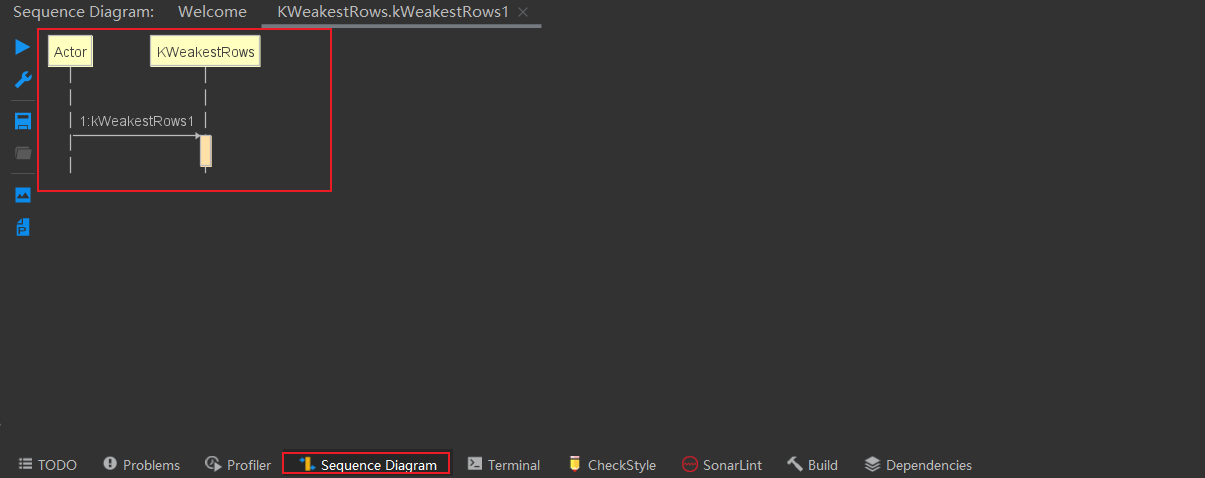 Sequence Diagram: Welcome KWeakestRows.kWeakestRows1
Actor KWeakestRows
1:kWeakestRows1
P
TODO Problems Profiler Sequence Diagram Terminal CheckStyle SonarLint Build Dependencies